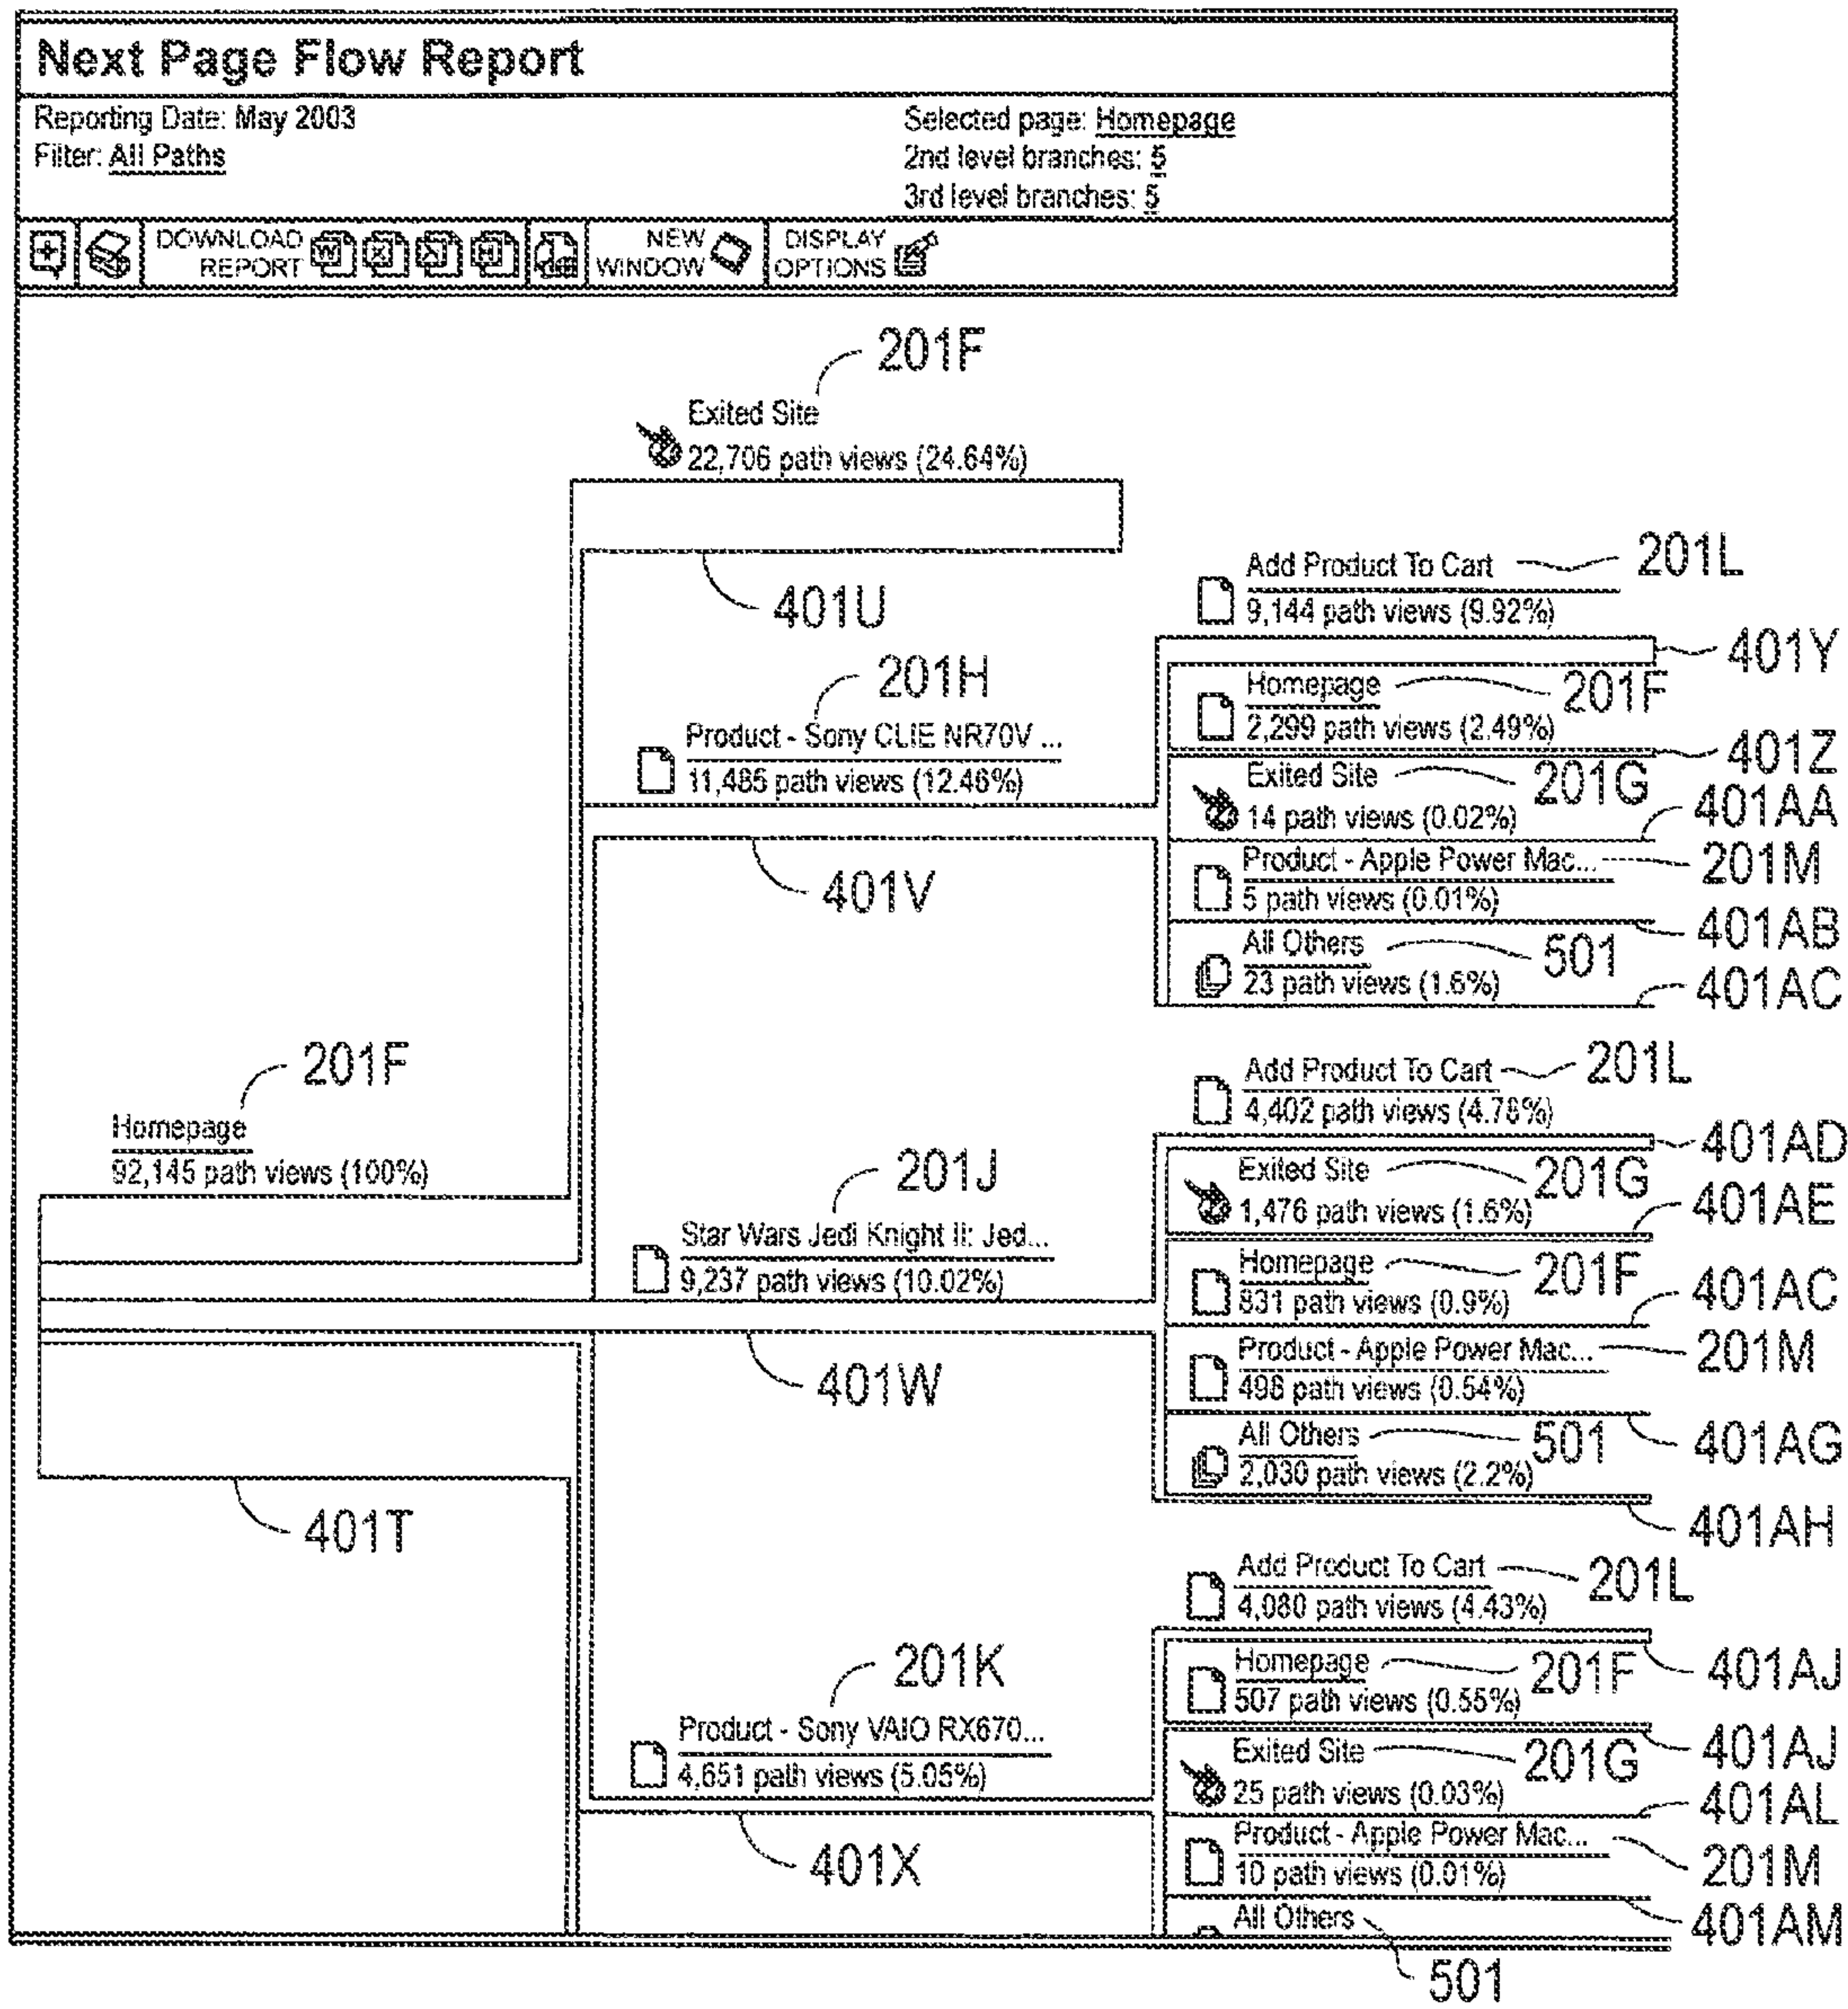 Next Page Flow Report
Reporting Date: May 2003
Filter: All Paths
Selected page: Homepage
2nd level branches: 5
3rd level branches: 5
DOWNLOAD
REPORT
NEW
WINDOW
DISPLAY
OPTIONS
201F
Exited Site
22,706 path views (24.64%)
401U
Add Product To Cart
201L
9,144 path views (9.92%)
401Y
201H
Product - Sony CLIE NR70V ...
11,485 path views (12.46%)
401V
Homepage
201F
2,299 path views (2.49%)
401Z
Exited Site
201G
14 path views (0.02%)
401AA
Product - Apple Power Mac...
201M
5 path views (0.01%)
401AB
All Others
501
23 path views (1.6%)
401AC
201F
Homepage
92,145 path views (100%)
401T
Add Product To Cart
201L
4,402 path views (4.78%)
401AD
201J
Star Wars Jedi Knight II: Jed...
9,237 path views (10.02%)
401W
Exited Site
201G
1,476 path views (1.6%)
401AE
Homepage
201F
831 path views (0.9%)
401AC
Product - Apple Power Mac...
201M
498 path views (0.54%)
401AG
All Others
501
2,030 path views (2.2%)
401AH
Add Product To Cart
201L
4,080 path views (4.43%)
401AJ
201K
Product - Sony VAIO RX670...
4,651 path views (5.05%)
401X
Homepage
201F
507 path views (0.55%)
401AJ
Exited Site
201G
25 path views (0.03%)
401AL
Product - Apple Power Mac...
201M
10 path views (0.01%)
401AM
All Others
501